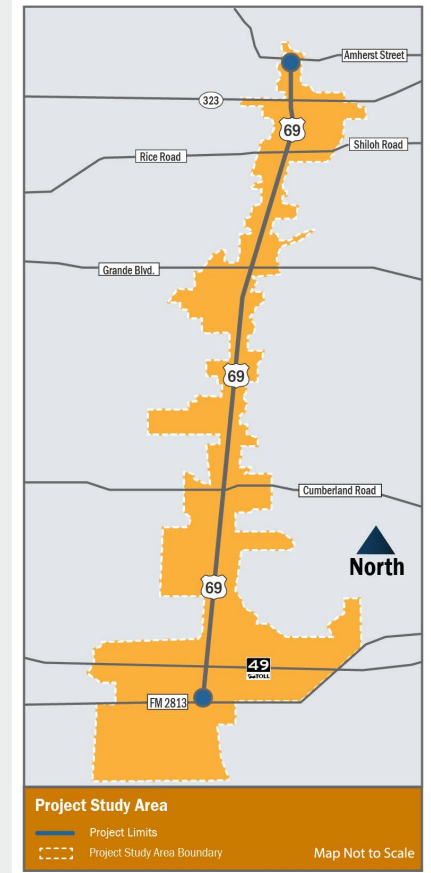 Amherst Street
323
69
Shiloh Road
Rice Road
Grande Blvd.
69
Cumberland Road
North
69
49
TOLL
FM 2813
Project Study Area
Project Limits
Project Study Area Boundary
Map Not to Scale